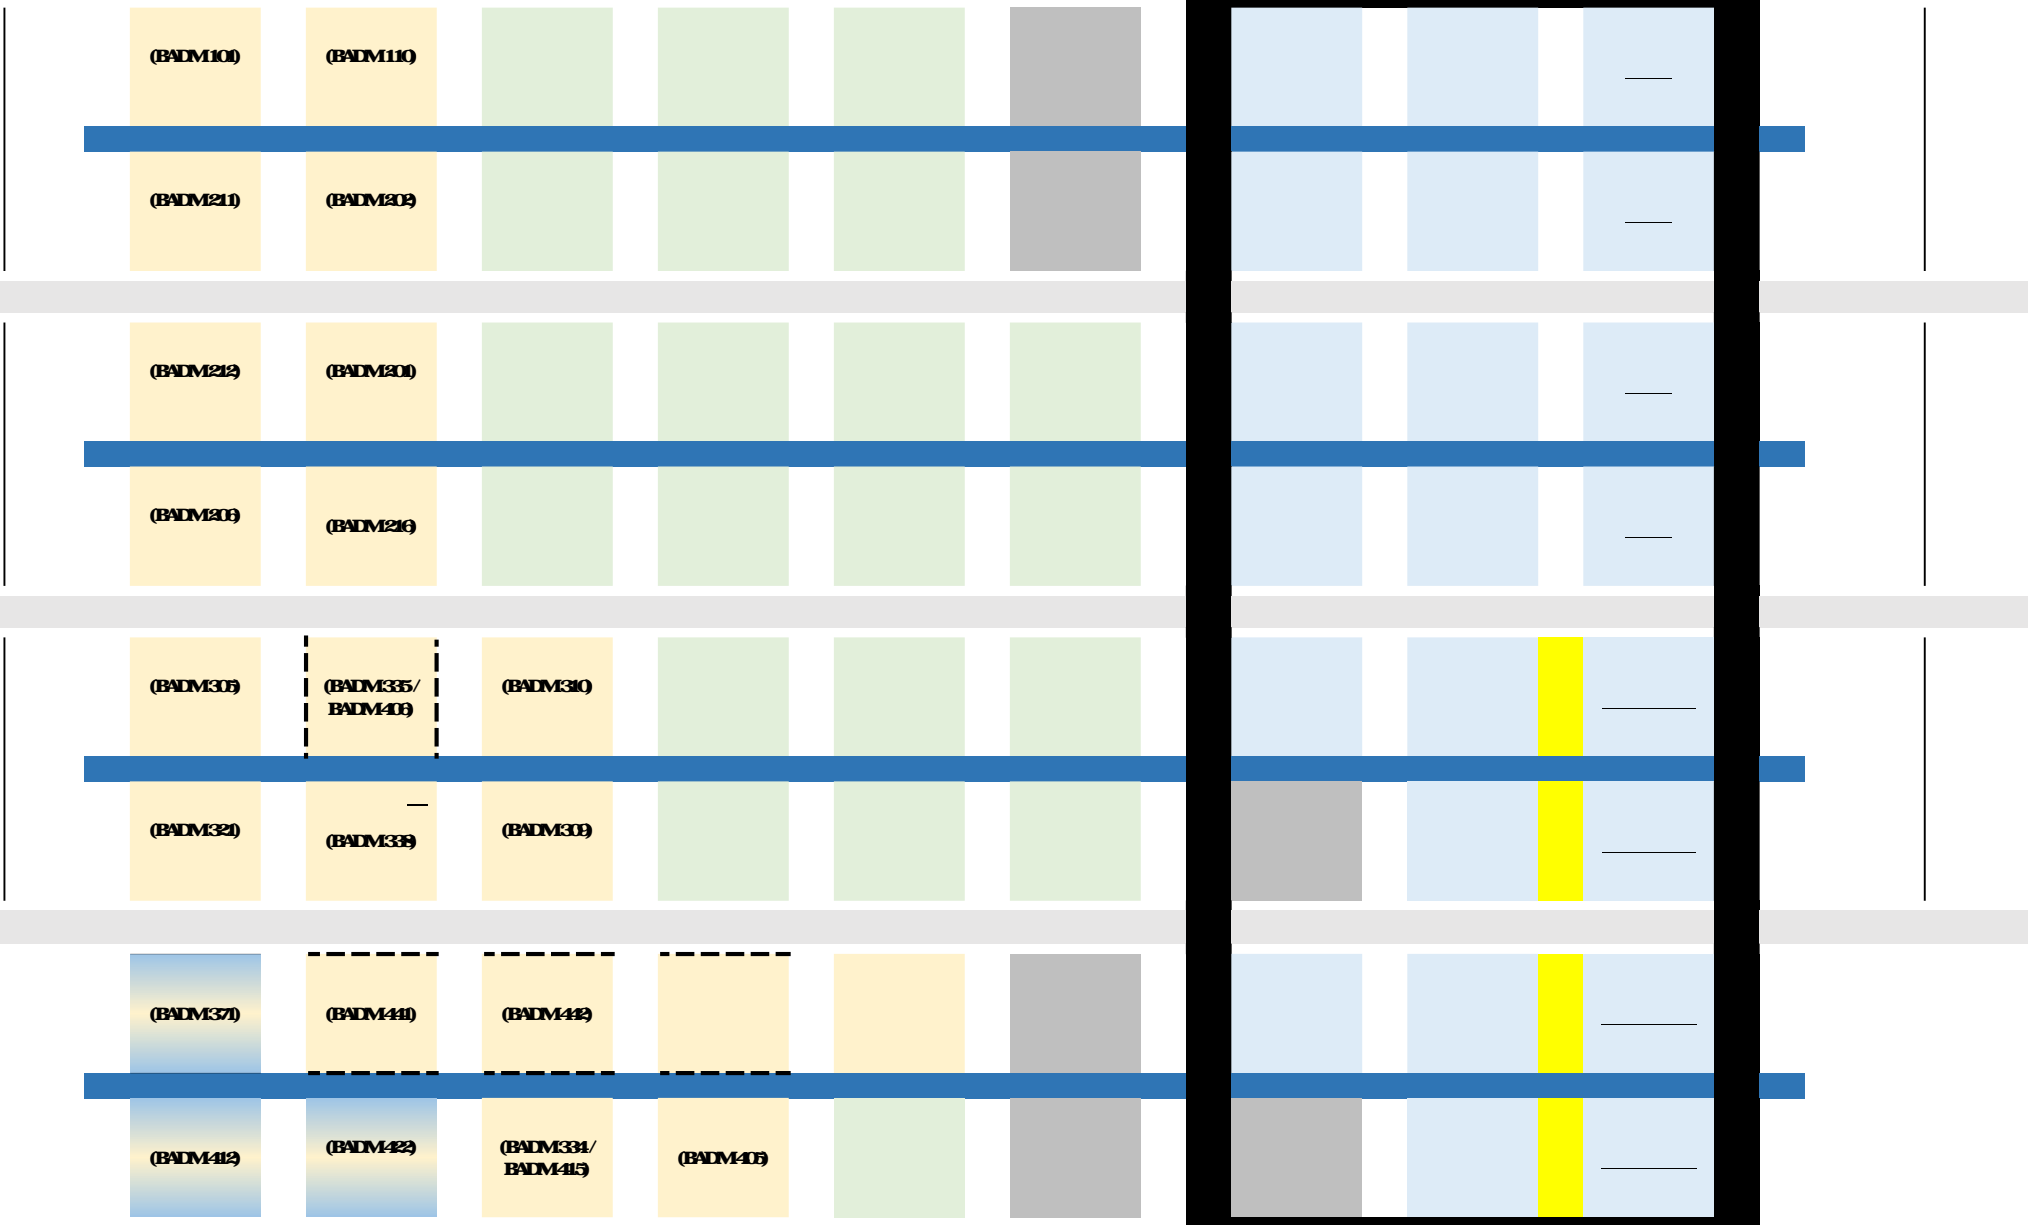 (BADM101) (BADM110)
(BADM211) (BADM202)
(BADM212) (BADM201)
(BADM206)
(BADM216)
(BADM305) (BADM335/ (BADM310)
BADM406)
(BADM321) (BADM309)
(BADM338)
(BADM371) (BADM441) (BADM442)
(BADM412) (BADM422) (BADM334/ (BADM405)
BADM415)